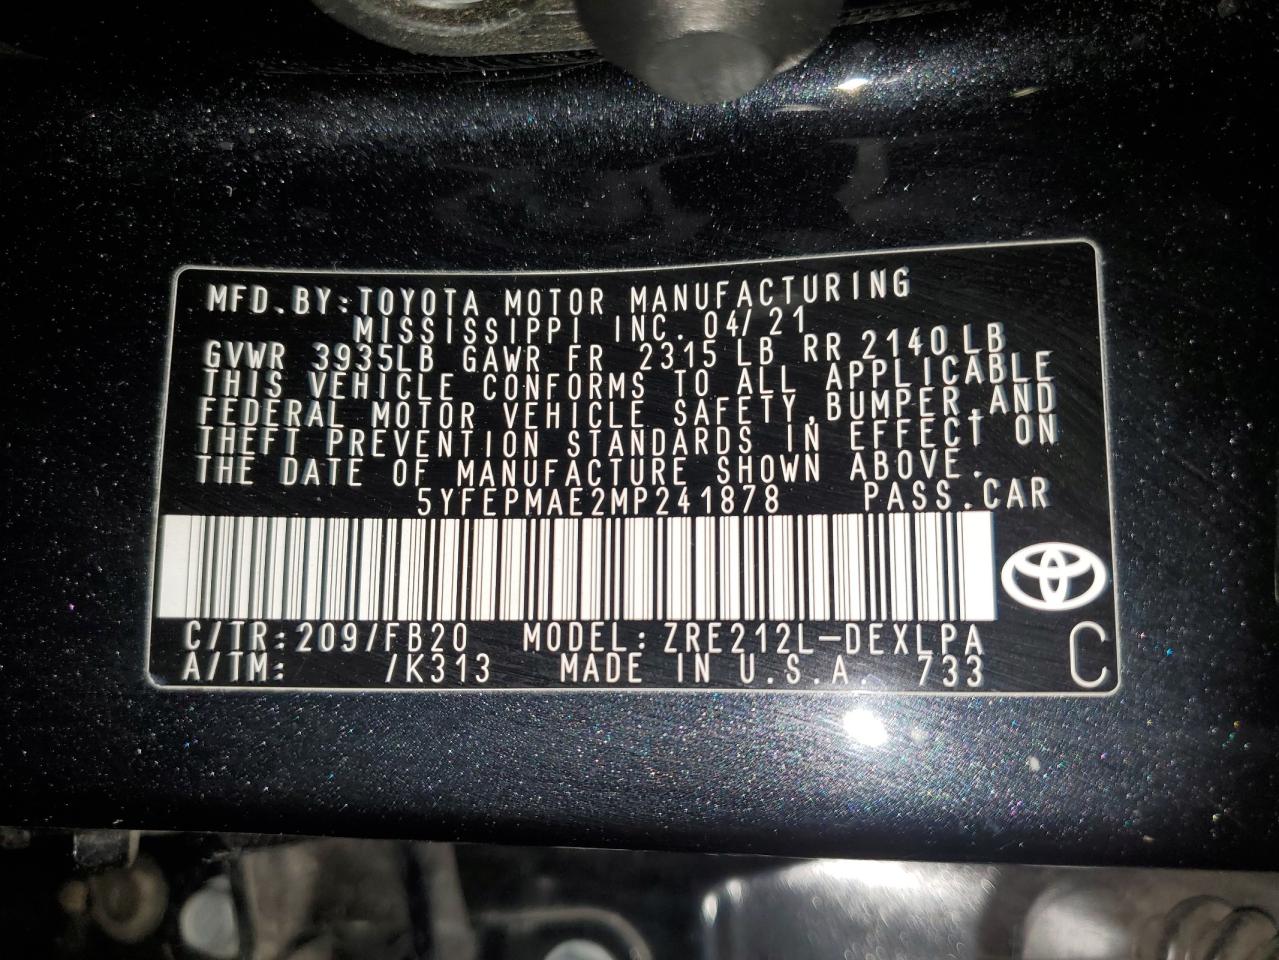 MFD.BY:TOYOTA MOTOR MANUFACTURING
MISSISSIPPI INC. 04/21
GVWR 3935LB GAWR FR 2315 LB RR 2140LB
THIS VEHICLE CONFORMS TO ALL APPLICABLE
FEDERAL MOTOR VEHICLE SAFETY,BUMPER,AND
THEFT PREVENTION STANDARDS IN EFFECT ON
THE DATE OF MANUFACTURE SHOWN ABOVE.
5YFEPMAE2MP241878 PASS.CAR
C/TR:209/FB20 MODEL:ZRE212L-DEXLPA
A/TM: /K313 MADE IN U.S.A. 733
C